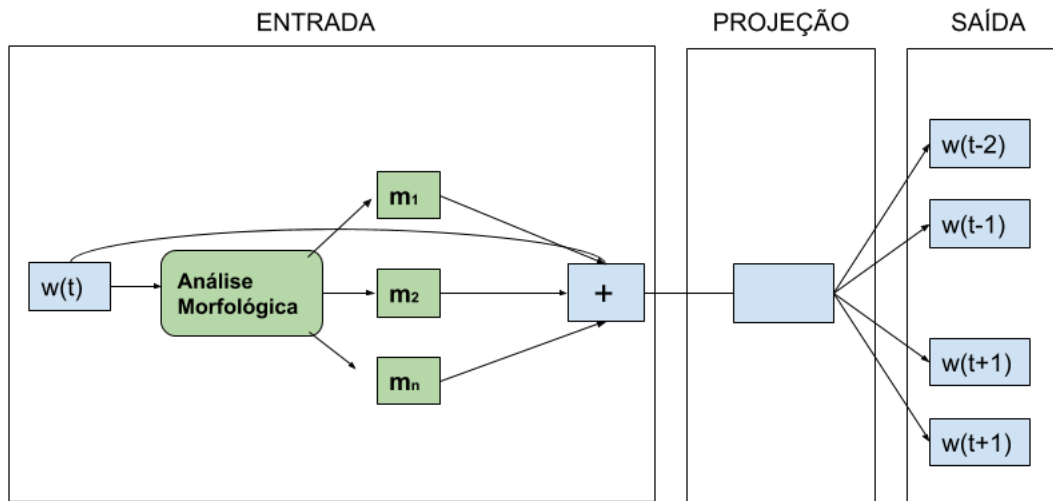 ENTRADA
PROJEÇÃO
SAÍDA
w(t)
Análise
Morfológica
m1
m2
mn
+
w(t-2)
w(t-1)
w(t+1)
w(t+1)